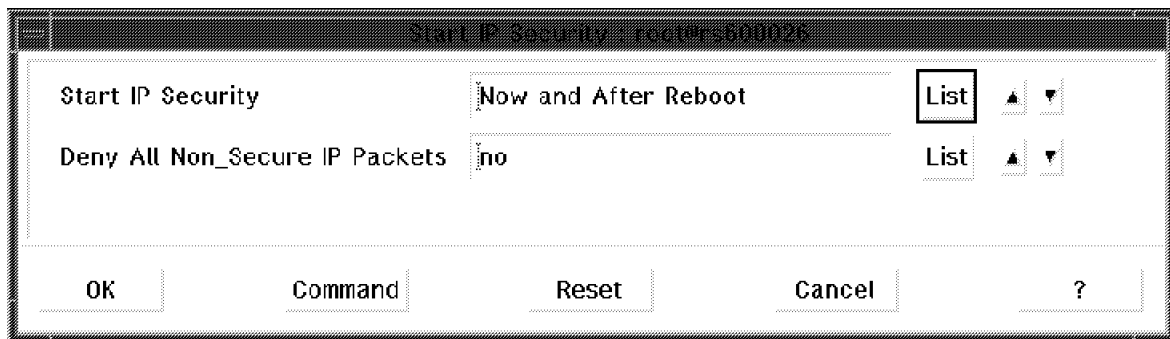 Start IP Security : root@rs600026
Start IP Security Now and After Reboot List
Deny All Non_Secure IP Packets no List
OK Command Reset Cancel ?